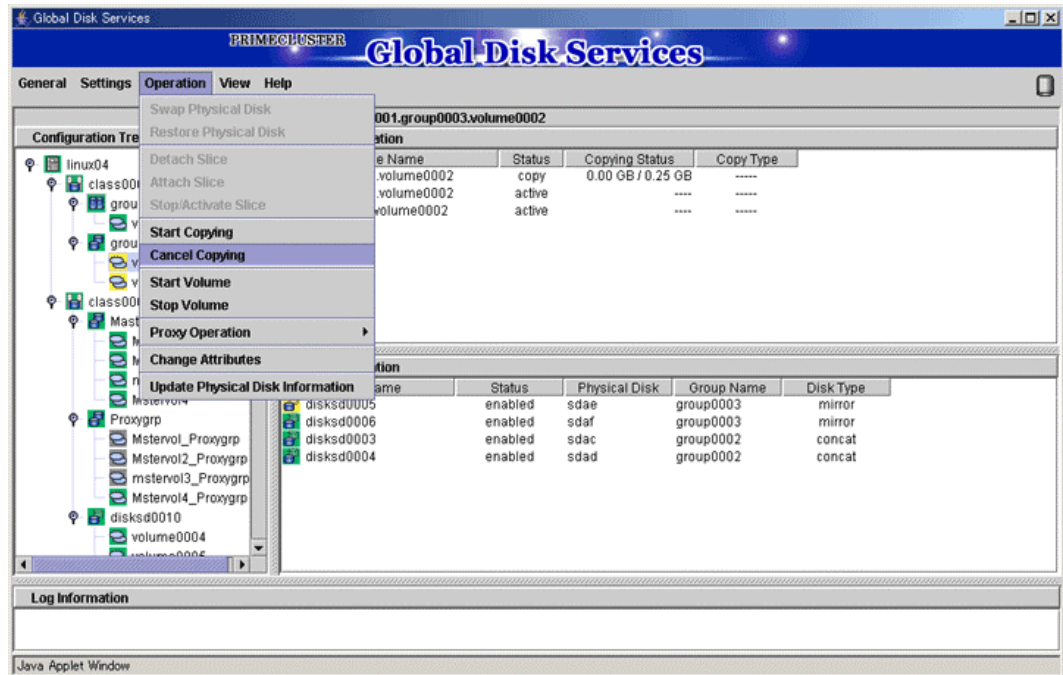 Global Disk Services
PRIMECLUSTER
Global Disk Services
General Settings Operation View Help
Swap Physical Disk
Restore Physical Disk
Detach Slice
Attach Slice
Stop/Activate Slice
Start Copying
Cancel Copying
Start Volume
Stop Volume
Proxy Operation
Change Attributes
Update Physical Disk Information
001.group0003.volume0002
Configuration Tre
linux04
class00
grou
v
grou
v
v
class00
Mast
M
M
Mstervol4
Proxygrp
Mstervol_Proxygrp
Mstervol2_Proxygrp
mstervol3_Proxygrp
Mstervol4_Proxygrp
disksd0010
volume0004
ation
e Name Status Copying Status Copy Type
.volume0002 copy 0.00 GB / 0.25 GB -----
.volume0002 active ---- -----
volume0002 active ---- -----
tion
ame Status Physical Disk Group Name Disk Type
disksd0005 enabled sdae group0003 mirror
disksd0006 enabled sdaf group0003 mirror
disksd0003 enabled sdac group0002 concat
disksd0004 enabled sdad group0002 concat
Log Information
Java Applet Window